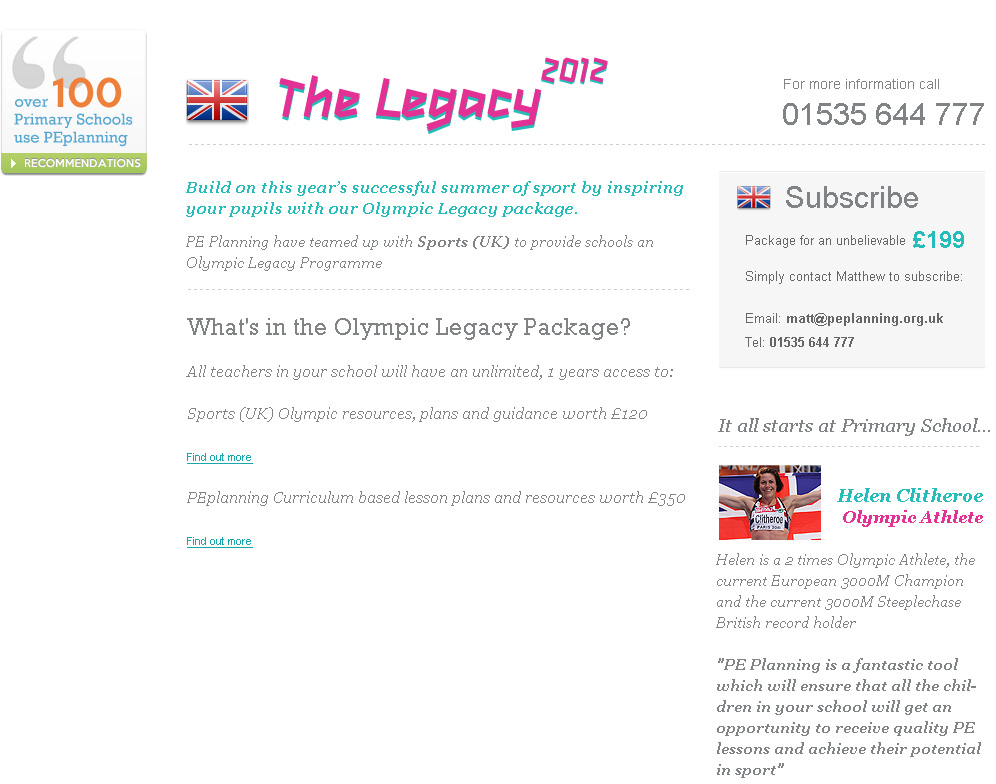 over 100
Primary Schools
use PEplanning
RECOMMENDATIONS
The Legacy 2012
For more information call
01535 644 777
Build on this year's successful summer of sport by inspiring
your pupils with our Olympic Legacy package.
PE Planning have teamed up with Sports (UK) to provide schools an
Olympic Legacy Programme
What's in the Olympic Legacy Package?
All teachers in your school will have an unlimited, 1 years access to:
Sports (UK) Olympic resources, plans and guidance worth £120
Find out more
PEplanning Curriculum based lesson plans and resources worth £350
Find out more
Subscribe
Package for an unbelievable £199
Simply contact Matthew to subscribe:
Email: matt@peplanning.org.uk
Tel: 01535 644 777
It all starts at Primary School...
Clitheroe
Helen Clitheroe
Olympic Athlete
Helen is a 2 times Olympic Athlete, the
current European 3000M Champion
and the current 3000M Steeplechase
British record holder
"PE Planning is a fantastic tool
which will ensure that all the chil-
dren in your school will get an
opportunity to receive quality PE
lessons and achieve their potential
in sport"